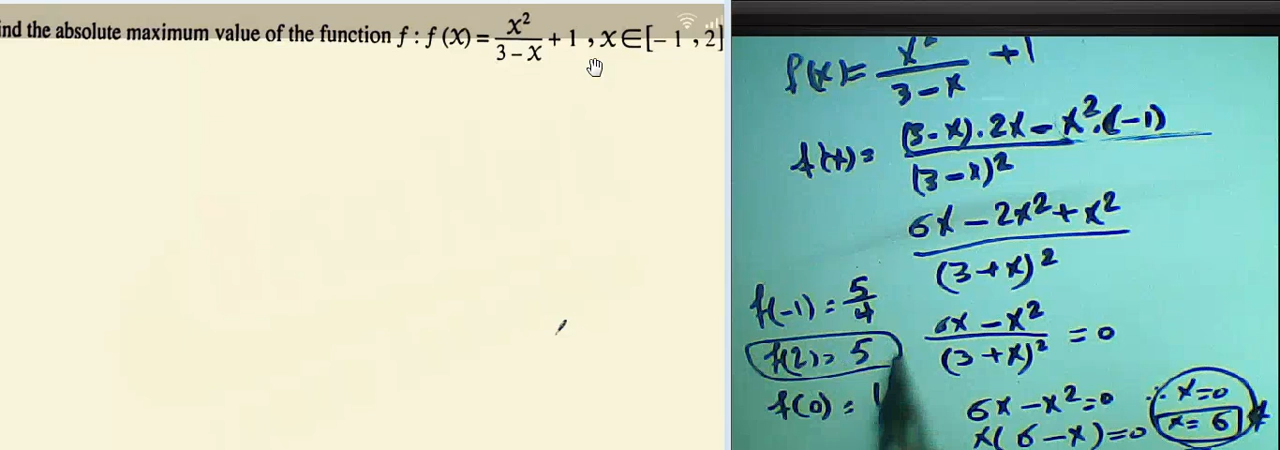 ind the absolute maximum value of the function f : f (X) = x²/(3 – x) + 1 , x ∈ [– 1 , 2]
f(x) = x²/(3 – x) + 1
f'(x) = ((3 - x) . 2x – x² . (–1))/(3 – x)²
(6x – 2x² + x²)/(3 + x)²
f(-1) = 5/4
(6x – x²)/(3 + x)² = 0
f(2) = 5
f(0) = 1
6x – x² = 0 ∴ x = 0
x(6 – x) = 0 x = 6